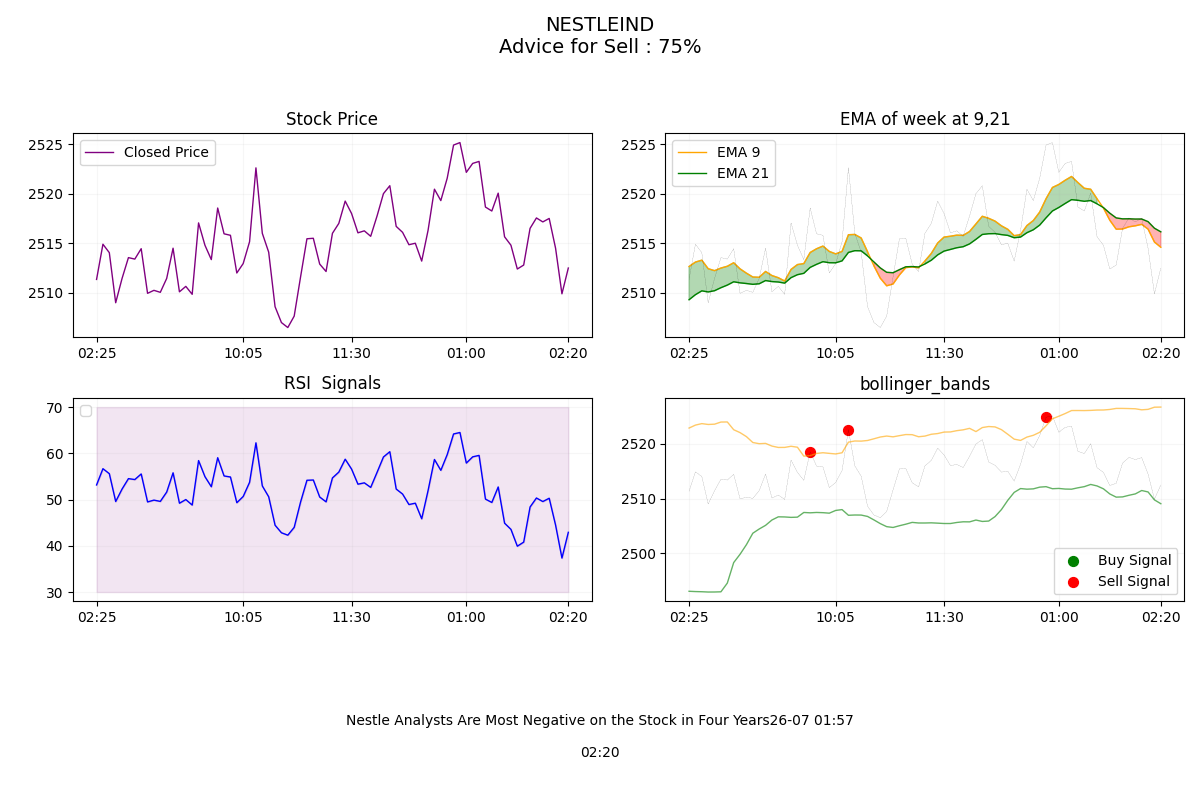 NESTLEIND
Advice for Sell : 75%
Stock Price
2525
2520
2515
2510
Closed Price
02:25 10:05 11:30 01:00 02:20
EMA of week at 9,21
2525
2520
2515
2510
EMA 9
EMA 21
02:25 10:05 11:30 01:00 02:20
RSI  Signals
70
60
50
40
30
02:25 10:05 11:30 01:00 02:20
bollinger_bands
2520
2510
2500
Buy Signal
Sell Signal
02:25 10:05 11:30 01:00 02:20
Nestle Analysts Are Most Negative on the Stock in Four Years26-07 01:57
02:20